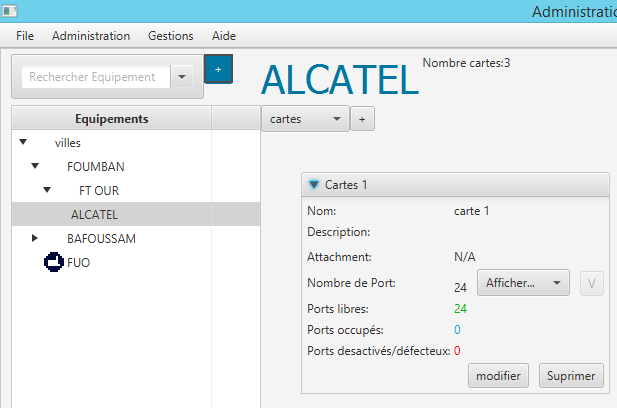 Administratio
File Administration Gestions Aide
Rechercher Equipement
+
ALCATEL
Nombre cartes:3
cartes
+
Equipements
villes
FOUMBAN
FT OUR
ALCATEL
BAFOUSSAM
FUO
Cartes 1
Nom: carte 1
Description:
Attachment: N/A
Nombre de Port: 24 Afficher... V
Ports libres: 24
Ports occupés: 0
Ports desactivés/défecteux: 0
modifier Suprimer